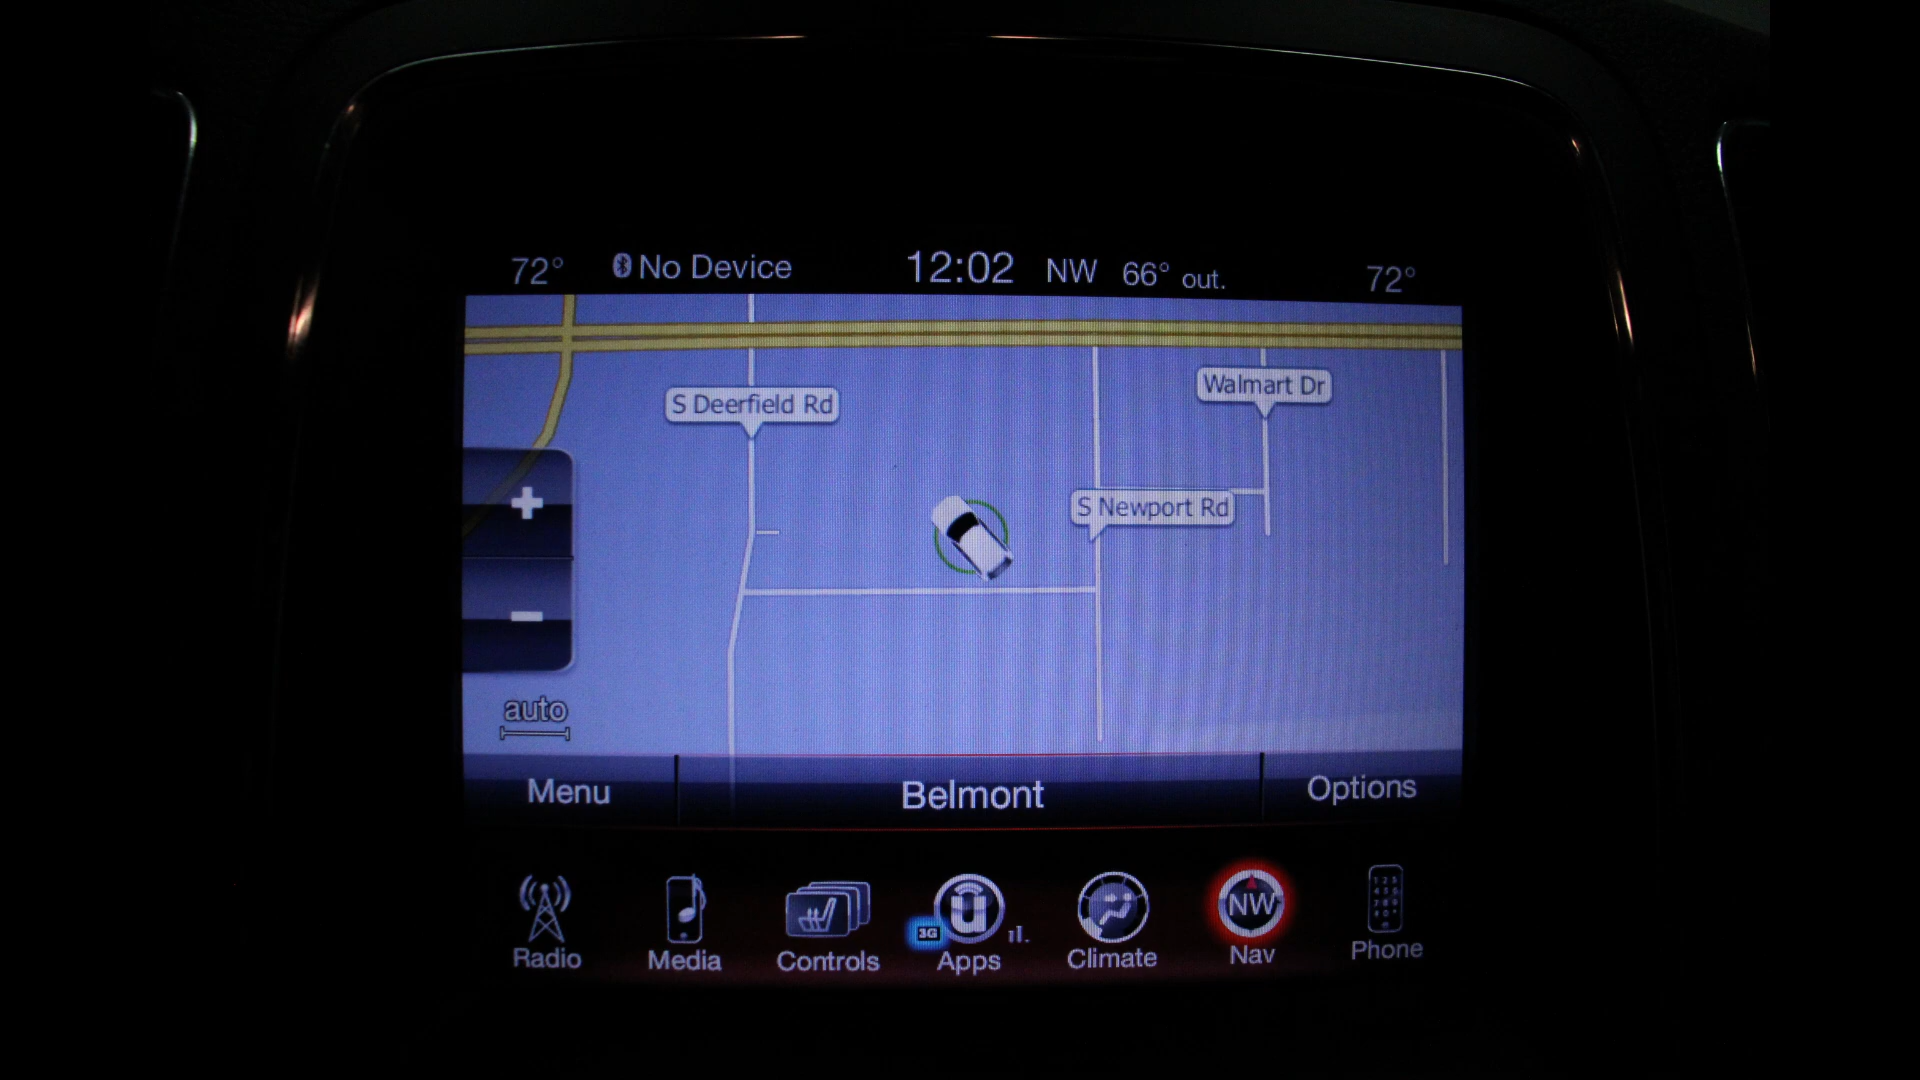 72° No Device 12:02 NW 66° out. 72°
Walmart Dr
S Deerfield Rd
S Newport Rd
+
−
auto
Menu Belmont Options
NW
3G
Radio Media Controls Apps Climate Nav Phone